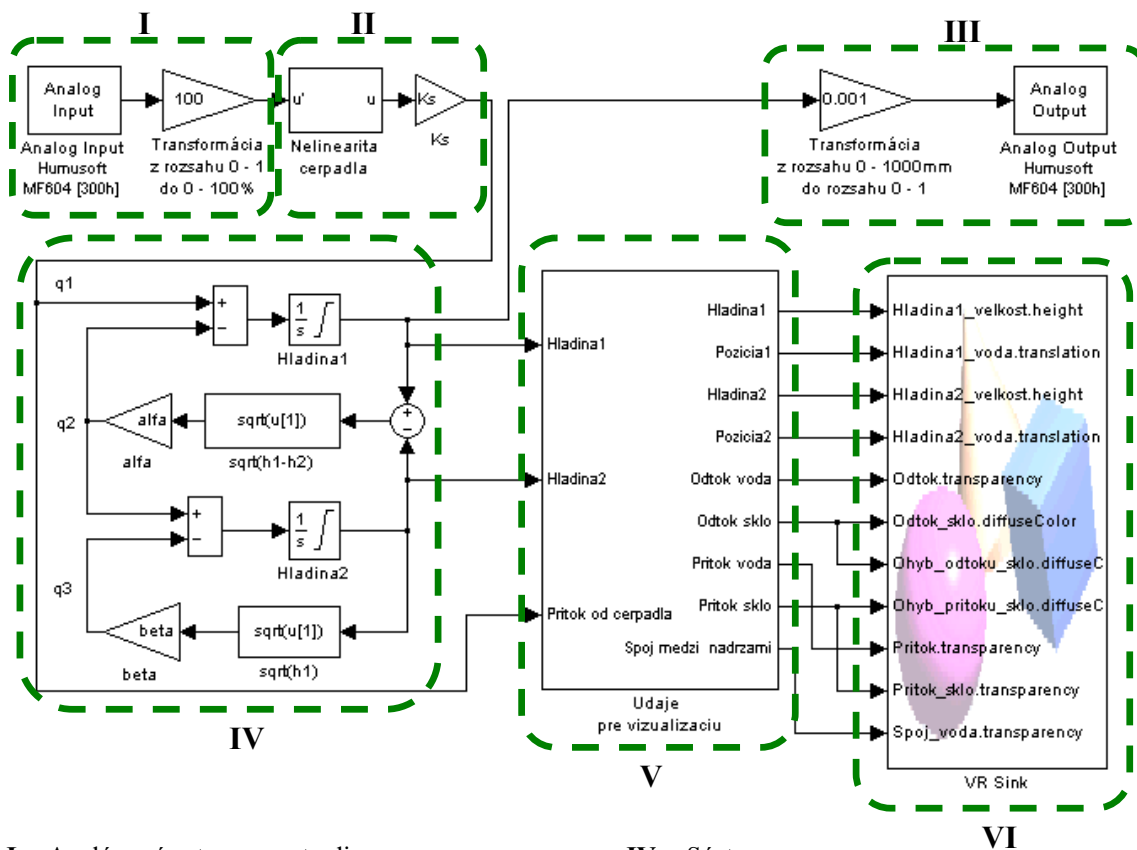 I
II
III
Analog
Input
Analog Input
Humusoft
MF604 [300h]
100
Transformácia
z rozsahu 0 - 1
do 0 - 100%
u'
u
Nelinearita
cerpadla
Ks
Ks
0.001
Transformácia
z rozsahu 0 - 1000mm
do rozsahu 0 - 1
Analog
Output
Analog Output
Humusoft
MF604 [300h]
q1
+
−
1
s
Hladina1
q2
alfa
alfa
sqrt(u[1])
sqrt(h1-h2)
+
−
+
−
1
s
Hladina2
q3
beta
beta
sqrt(u[1])
sqrt(h1)
IV
Hladina1
Hladina2
Pritok od cerpadla
Hladina1
Pozicia1
Hladina2
Pozicia2
Odtok voda
Odtok sklo
Pritok voda
Pritok sklo
Spoj medzi nadrzami
Udaje
pre vizualizaciu
V
Hladina1_velkost.height
Hladina1_voda.translation
Hladina2_velkost.height
Hladina2_voda.translation
Odtok.transparency
Odtok_sklo.diffuseColor
Ohyb_odtoku_sklo.diffuseC
Ohyb_pritoku_sklo.diffuseC
Pritok.transparency
Pritok_sklo.transparency
Spoj_voda.transparency
VR Sink
VI